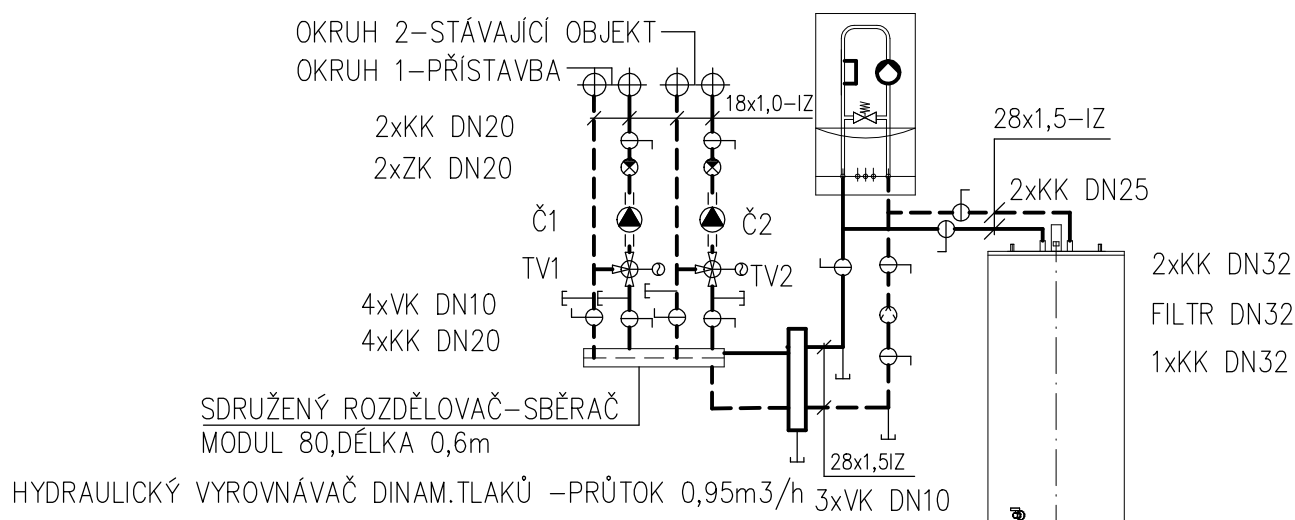 OKRUH 2-STÁVAJÍCÍ OBJEKT
OKRUH 1-PŘÍSTAVBA
18x1,0-IZ
2xKK DN20
2xZK DN20
28x1,5-IZ
2xKK DN25
Č1
Č2
TV1
TV2
4xVK DN10
4xKK DN20
2xKK DN32
FILTR DN32
1xKK DN32
SDRUŽENÝ ROZDĚLOVAČ-SBĚRAČ
MODUL 80,DÉLKA 0,6m
28x1,5IZ
HYDRAULICKÝ VYROVNÁVAČ DINAM.TLAKŮ -PRŮTOK 0,95m3/h
3xVK DN10